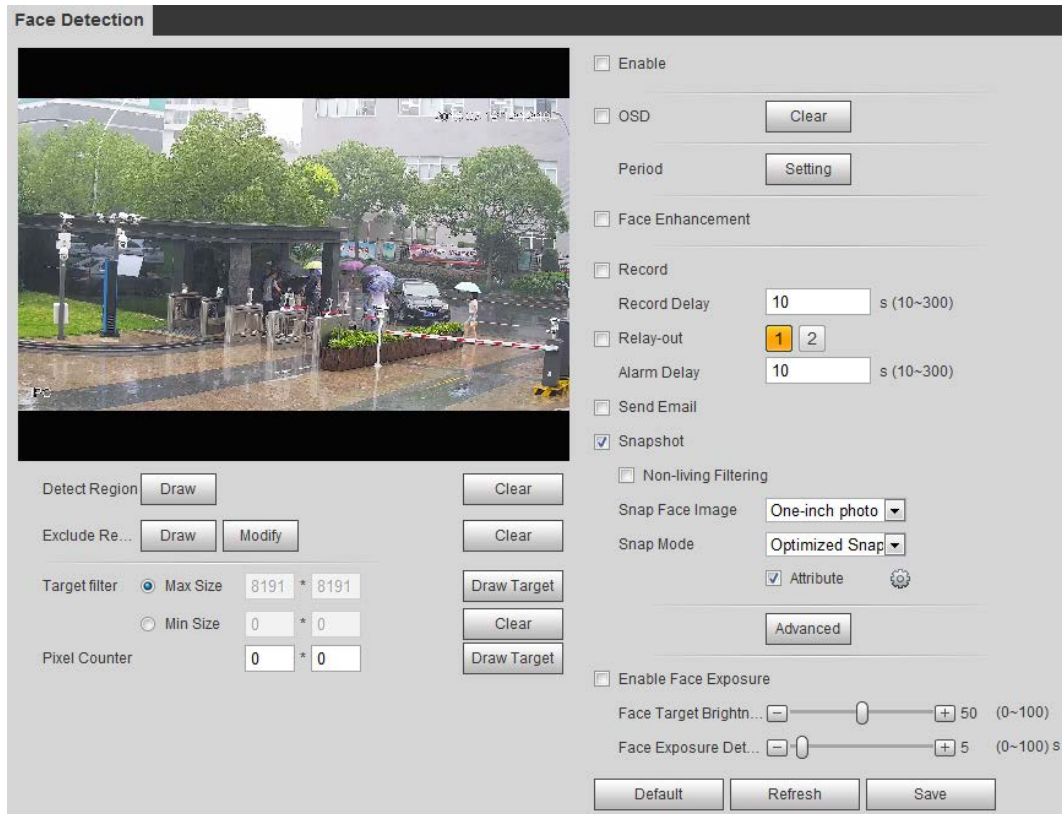 Face Detection
Enable
OSD Clear
Period Setting
Face Enhancement
Record
Record Delay 10 s (10~300)
Relay-out 1 2
Alarm Delay 10 s (10~300)
Send Email
Snapshot
Non-living Filtering
Snap Face Image One-inch photo
Snap Mode Optimized Snap
Attribute
Advanced
Enable Face Exposure
Face Target Brightn... 50 (0~100)
Face Exposure Det... 5 (0~100) s
Default Refresh Save
IPC
Detect Region Draw Clear
Exclude Re... Draw Modify Clear
Target filter Max Size 8191 * 8191 Draw Target
Min Size 0 * 0 Clear
Pixel Counter 0 * 0 Draw Target